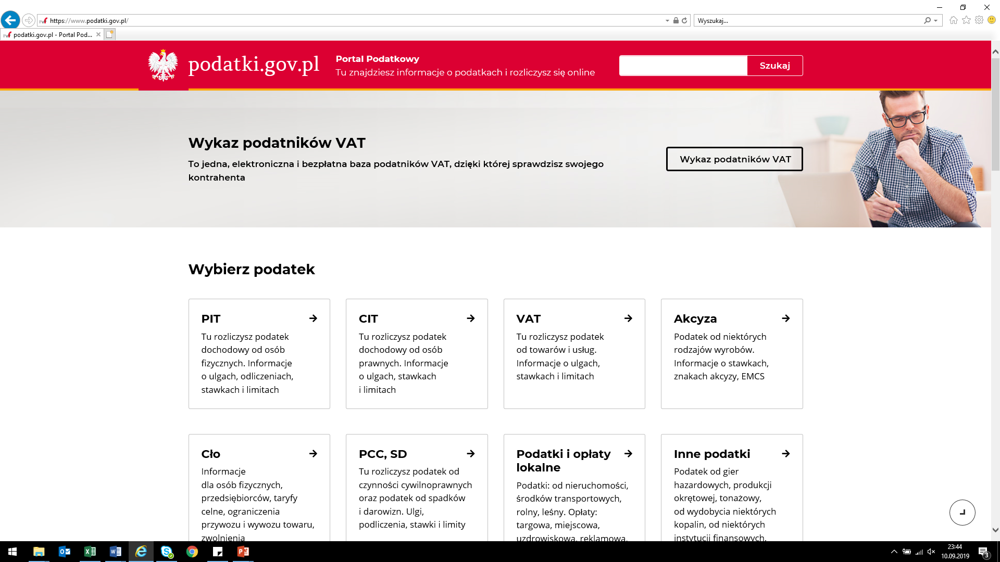 https://www.podatki.gov.pl/
Wyszukaj...
podatki.gov.pl - Portal Pod...
podatki.gov.pl
Portal Podatkowy
Tu znajdziesz informacje o podatkach i rozliczysz się online
Szukaj
Wykaz podatników VAT
To jedna, elektroniczna i bezpłatna baza podatników VAT, dzięki której sprawdzisz swojego
kontrahenta
Wykaz podatników VAT
Wybierz podatek
PIT
Tu rozliczysz podatek
dochodowy od osób
fizycznych. Informacje
o ulgach, odliczeniach,
stawkach i limitach
CIT
Tu rozliczysz podatek
dochodowy od osób
prawnych. Informacje
o ulgach, stawkach
i limitach
VAT
Tu rozliczysz podatek
od towarów i usług.
Informacje o ulgach,
stawkach i limitach
Akcyza
Podatek od niektórych
rodzajów wyrobów.
Informacje o stawkach,
znakach akcyzy, EMCS
Cło
Informacje
dla osób fizycznych,
przedsiębiorców, taryfy
celne, ograniczenia
przywozu i wywozu towaru,
zwolnienia
PCC, SD
Tu rozliczysz podatek od
czynności cywilnoprawnych
oraz podatek od spadków
i darowizn. Ulgi,
podliczenia, stawki i limity
Podatki i opłaty
lokalne
Podatki: od nieruchomości,
środków transportowych,
rolny, leśny. Opłaty:
targowa, miejscowa,
uzdrowiskowa, reklamowa,
Inne podatki
Podatek od gier
hazardowych, produkcji
okrętowej, tonażowy,
od wydobycia niektórych
kopalin, od niektórych
instytucji finansowych,
23:44
10.09.2019
3